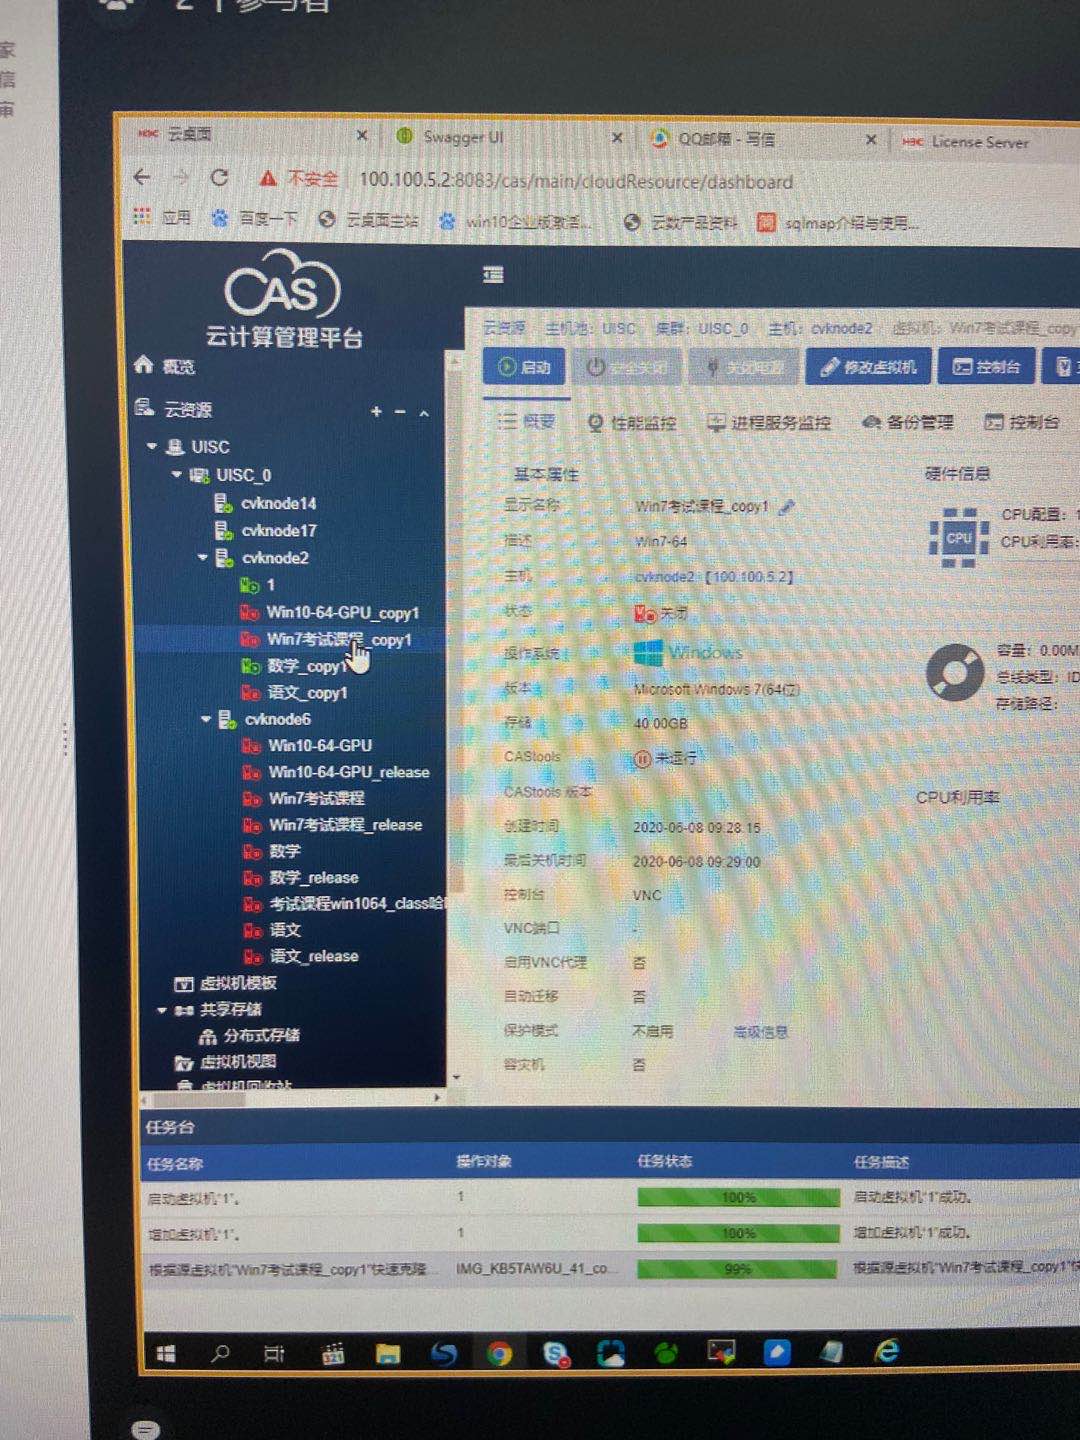 2个参与者
家
信
审
H3C 云桌面
Swagger UI
QQ邮箱 - 写信
H3C License Server
不安全 100.100.5.2:8083/cas/main/cloudResource/dashboard
应用 百度一下 云桌面主站 win10企业版激活... 云数产品资料 sqlmap介绍与使用...
CAS
云计算管理平台
概览
云资源
UISC
UISC_0
cvknode14
cvknode17
cvknode2
1
Win10-64-GPU_copy1
Win7考试课程_copy1
数学_copy1
语文_copy1
cvknode6
Win10-64-GPU
Win10-64-GPU_release
Win7考试课程
Win7考试课程_release
数学
数学_release
考试课程win1064_class哈
语文
语文_release
虚拟机模板
共享存储
分布式存储
虚拟机视图
虚拟机回收站
云资源 主机池: UISC 集群: UISC_0 主机: cvknode2 虚拟机: Win7考试课程_copy
启动 安全关闭 关闭电源 修改虚拟机 控制台
概要 性能监控 进程服务监控 备份管理 控制台
基本属性
显示名称 Win7考试课程_copy1
描述 Win7-64
主机 cvknode2【100.100.5.2】
状态 关闭
操作系统 Windows
版本 Microsoft Windows 7(64位)
存储 40.00GB
CAStools 未运行
CAStools 版本
创建时间 2020-06-08 09:28:15
最后关机时间 2020-06-08 09:29:00
控制台 VNC
VNC端口 -
启用VNC代理 否
自动迁移 否
保护模式 不启用 高级信息
容灾机 否
硬件信息
CPU
CPU配置: 1
CPU利用率:
容量: 0.00M
总线类型: ID
存储路径:
CPU利用率
任务台
任务名称 操作对象 任务状态 任务描述
启动虚拟机“1”。 1 100% 启动虚拟机“1”成功。
增加虚拟机“1”。 1 100% 增加虚拟机“1”成功。
根据源虚拟机“Win7考试课程_copy1”快速克隆... IMG_KB5TAW6U_41_co... 99% 根据源虚拟机“Win7考试课程_copy1”快
321